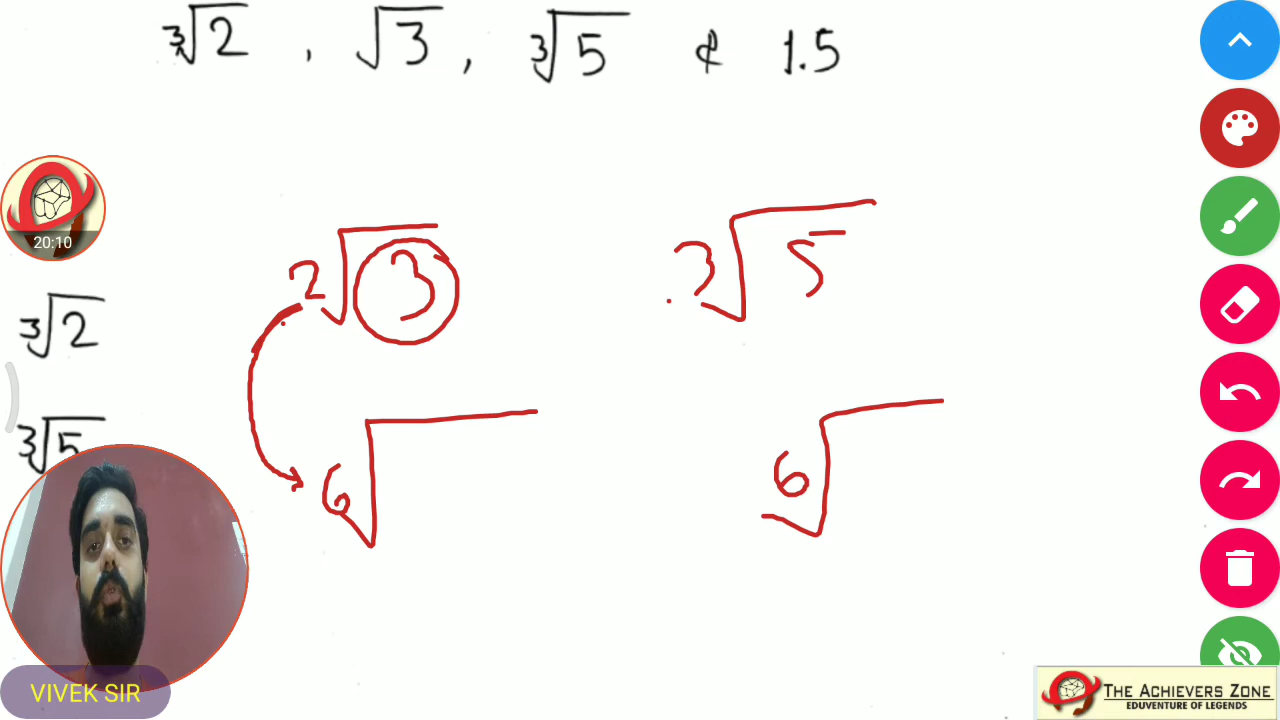 ∛2 , √3 , ∛5 & 1.5
20:10
²√3 ³√5
∛2
∛5
⁶√ ⁶√
VIVEK SIR
THE ACHIEVERS ZONE
EDUVENTURE OF LEGENDS